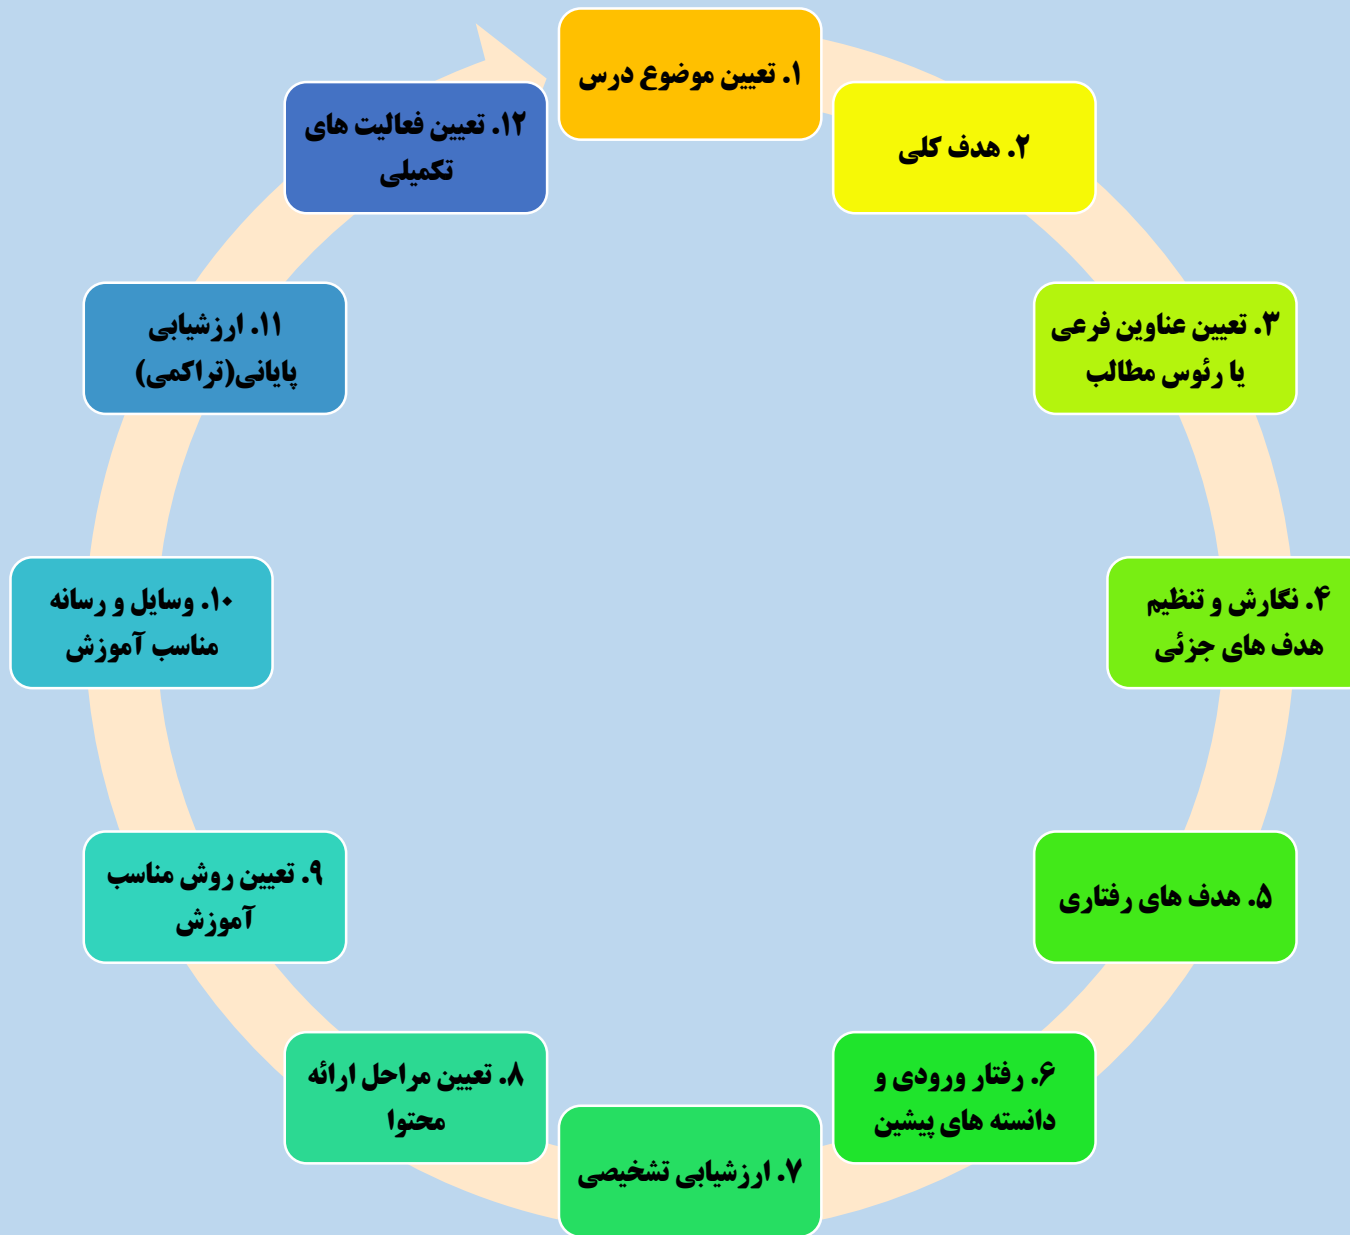 ۱. تعیین موضوع درس
۲. هدف کلی
۳. تعیین عناوین فرعی
یا رئوس مطالب
۴. نگارش و تنظیم
هدف های جزئی
۵. هدف های رفتاری
۶. رفتار ورودی و
دانسته های پیشین
۷. ارزشیابی تشخیصی
۸. تعیین مراحل ارائه
محتوا
۹. تعیین روش مناسب
آموزش
۱۰. وسایل و رسانه
مناسب آموزش
۱۱. ارزشیابی
پایانی(تراکمی)
۱۲. تعیین فعالیت های
تکمیلی